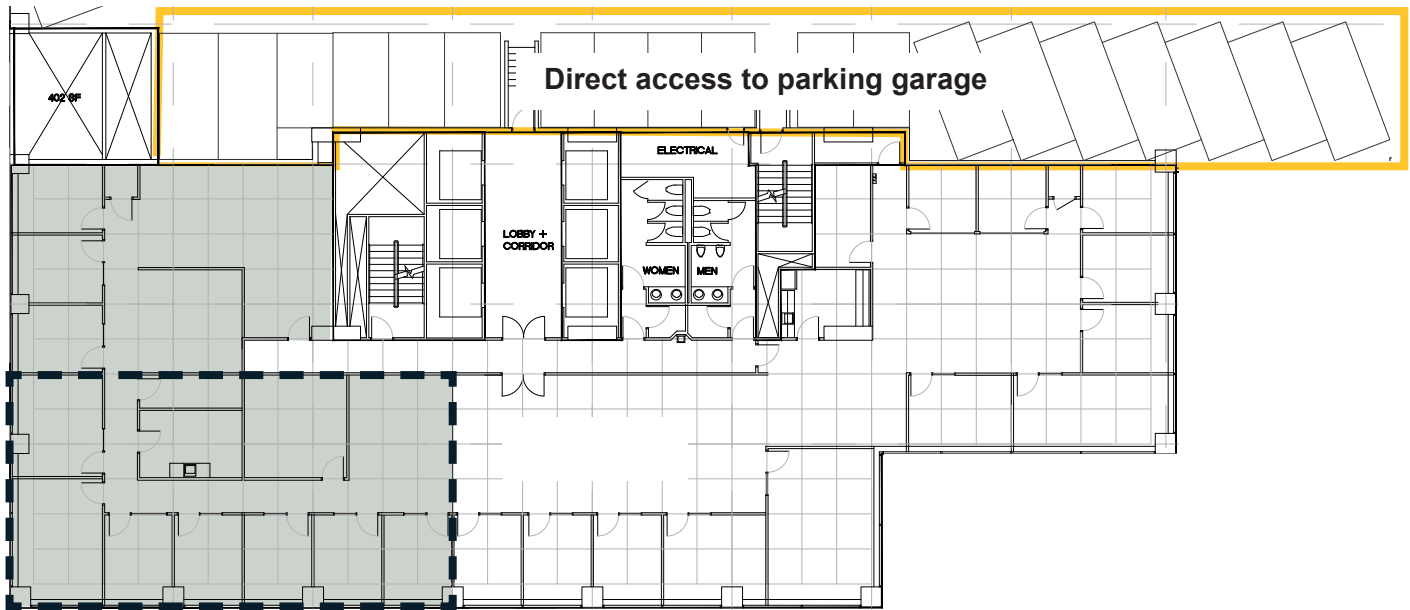 Direct access to parking garage
402 SF
ELECTRICAL
LOBBY +
CORRIDOR
WOMEN
MEN
r